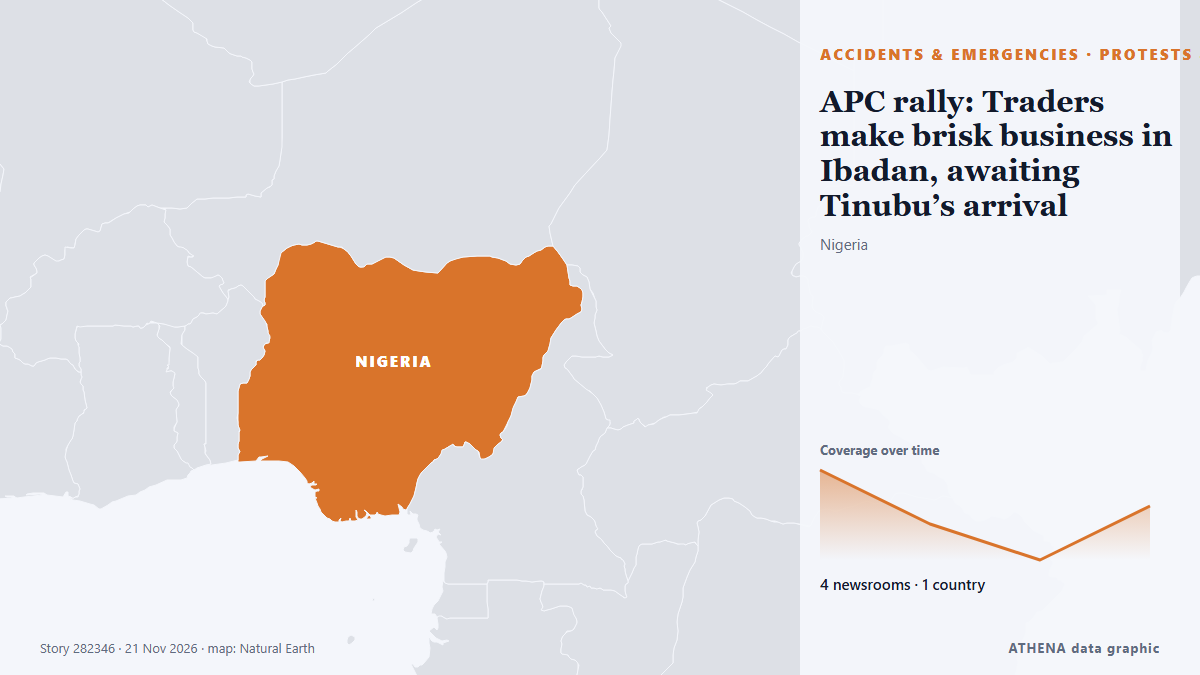 ACCIDENTS & EMERGENCIES · PROTESTS
APC rally: Traders
make brisk business in
Ibadan, awaiting
Tinubu’s arrival
Nigeria
NIGERIA
Coverage over time
4 newsrooms · 1 country
Story 282346 · 21 Nov 2026 · map: Natural Earth
ATHENA data graphic